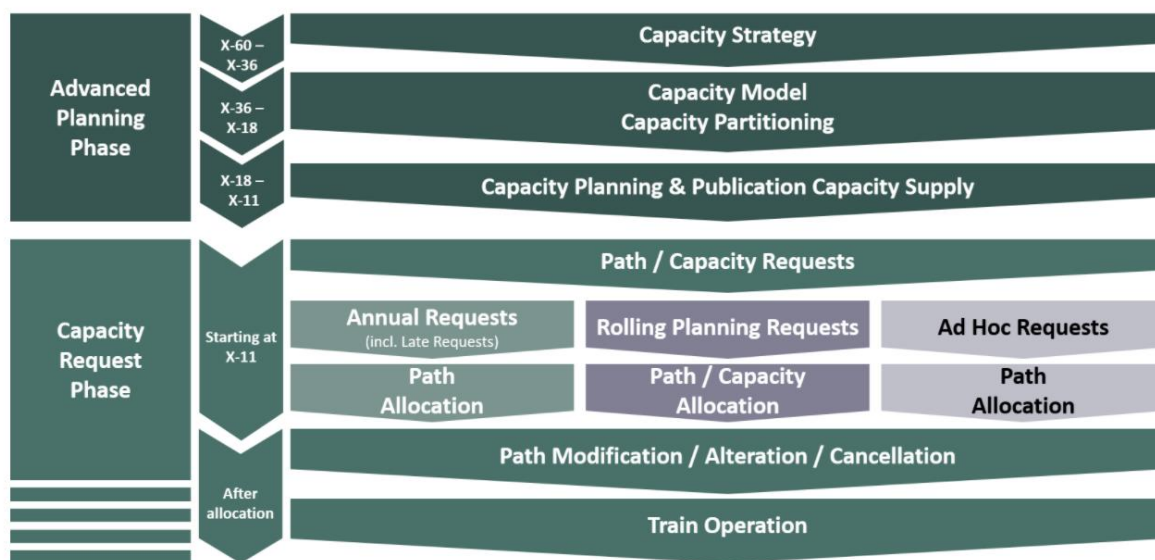 Advanced
Planning
Phase
X-60 –
X-36
Capacity Strategy
X-36 –
X-18
Capacity Model
Capacity Partitioning
X-18 –
X-11
Capacity Planning & Publication Capacity Supply
Capacity
Request
Phase
Starting at
X-11
Path / Capacity Requests
Annual Requests
(incl. Late Requests)
Rolling Planning Requests
Ad Hoc Requests
Path
Allocation
Path / Capacity
Allocation
Path
Allocation
After
allocation
Path Modification / Alteration / Cancellation
Train Operation